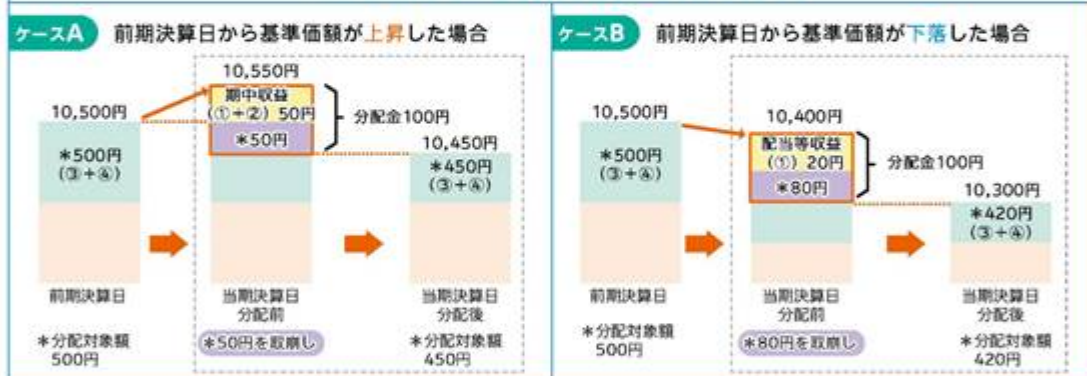 ケースA 前期決算日から基準価額が上昇した場合
10,550円
10,500円
期中収益
(①+②) 50円
*50円
分配金100円
10,450円
*500円
(③+④)
*450円
(③+④)
前期決算日
当期決算日
分配前
当期決算日
分配後
*分配対象額
500円
*50円を取崩し
*分配対象額
450円
ケースB 前期決算日から基準価額が下落した場合
10,500円
10,400円
配当等収益
(①) 20円
*80円
分配金100円
10,300円
*500円
(③+④)
*420円
(③+④)
前期決算日
当期決算日
分配前
当期決算日
分配後
*分配対象額
500円
*80円を取崩し
*分配対象額
420円